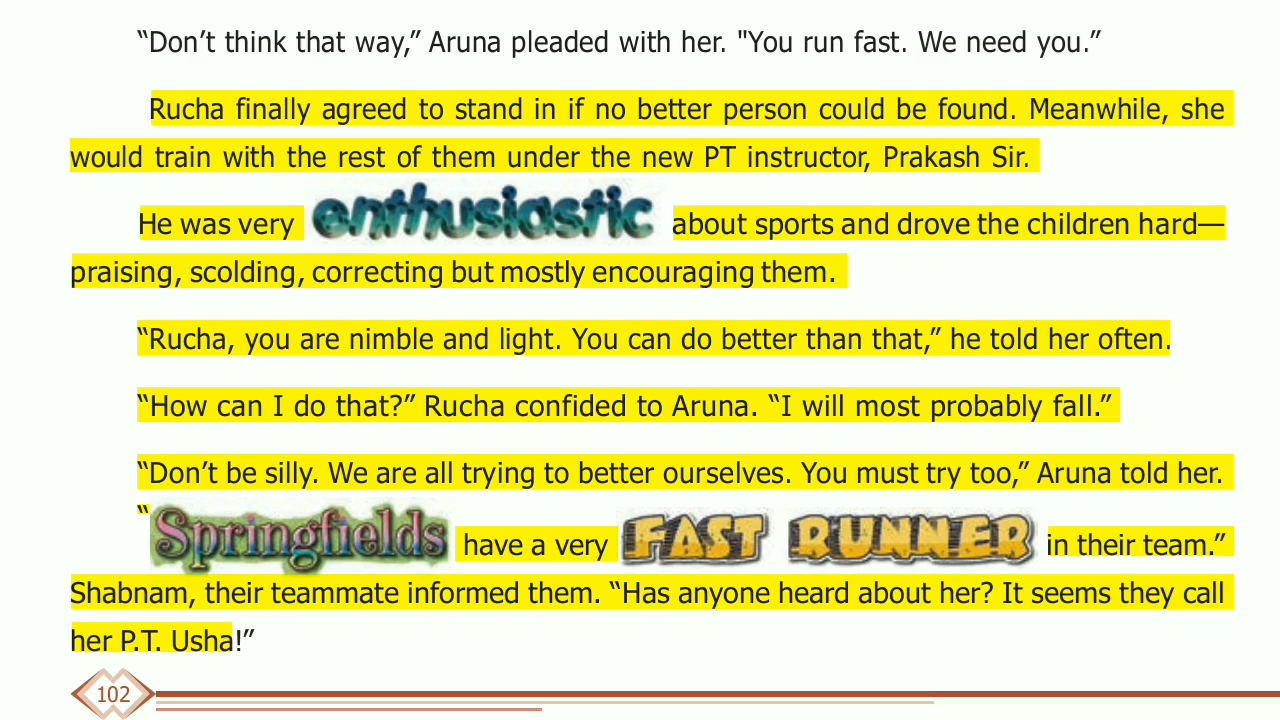 “Don’t think that way,” Aruna pleaded with her. "You run fast. We need you.”
Rucha finally agreed to stand in if no better person could be found. Meanwhile, she
would train with the rest of them under the new PT instructor, Prakash Sir.
He was very enthusiastic about sports and drove the children hard—
praising, scolding, correcting but mostly encouraging them.
“Rucha, you are nimble and light. You can do better than that,” he told her often.
“How can I do that?” Rucha confided to Aruna. “I will most probably fall.”
“Don’t be silly. We are all trying to better ourselves. You must try too,” Aruna told her.
“Springfields have a very FAST RUNNER in their team.”
Shabnam, their teammate informed them. “Has anyone heard about her? It seems they call
her P.T. Usha!”
102